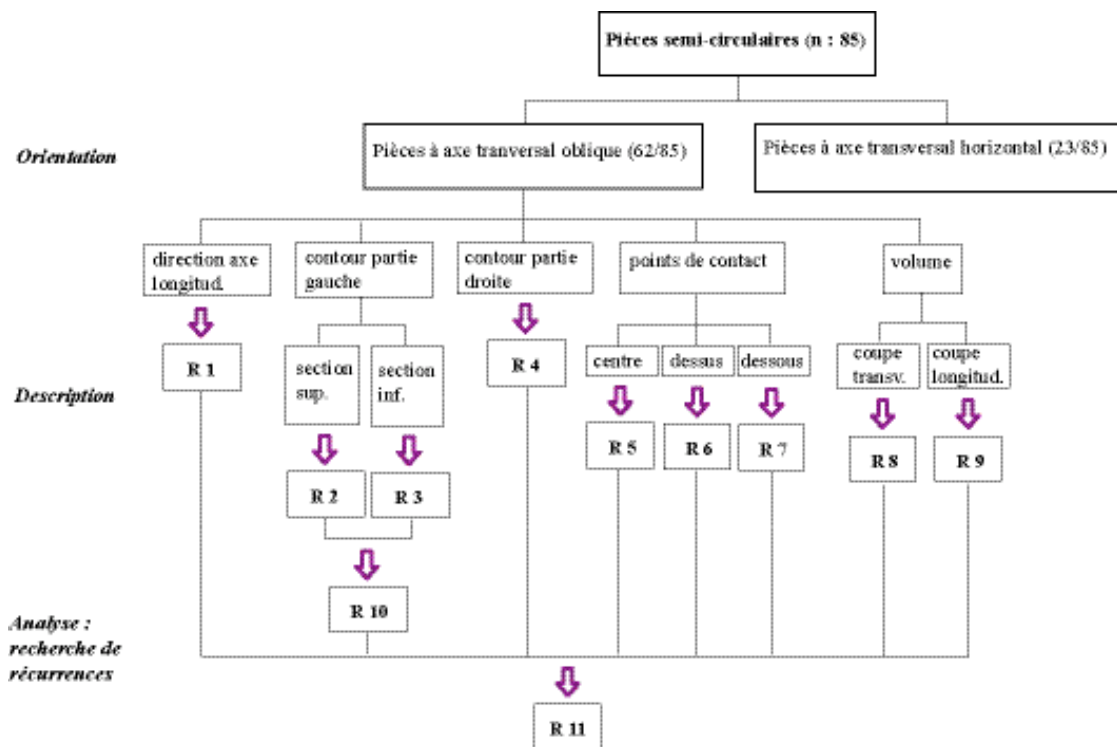 Pièces semi-circulaires (n : 85)
Orientation
Pièces à axe tranversal oblique (62/85)
Pièces à axe transversal horizontal (23/85)
direction axe
longitud.
contour partie
gauche
contour partie
droite
points de contact
volume
Description
R 1
section
sup.
section
inf.
R 4
centre
dessus
dessous
coupe
transv.
coupe
longitud.
R 2
R 3
R 5
R 6
R 7
R 8
R 9
R 10
Analyse :
recherche de
récurrences
R 11